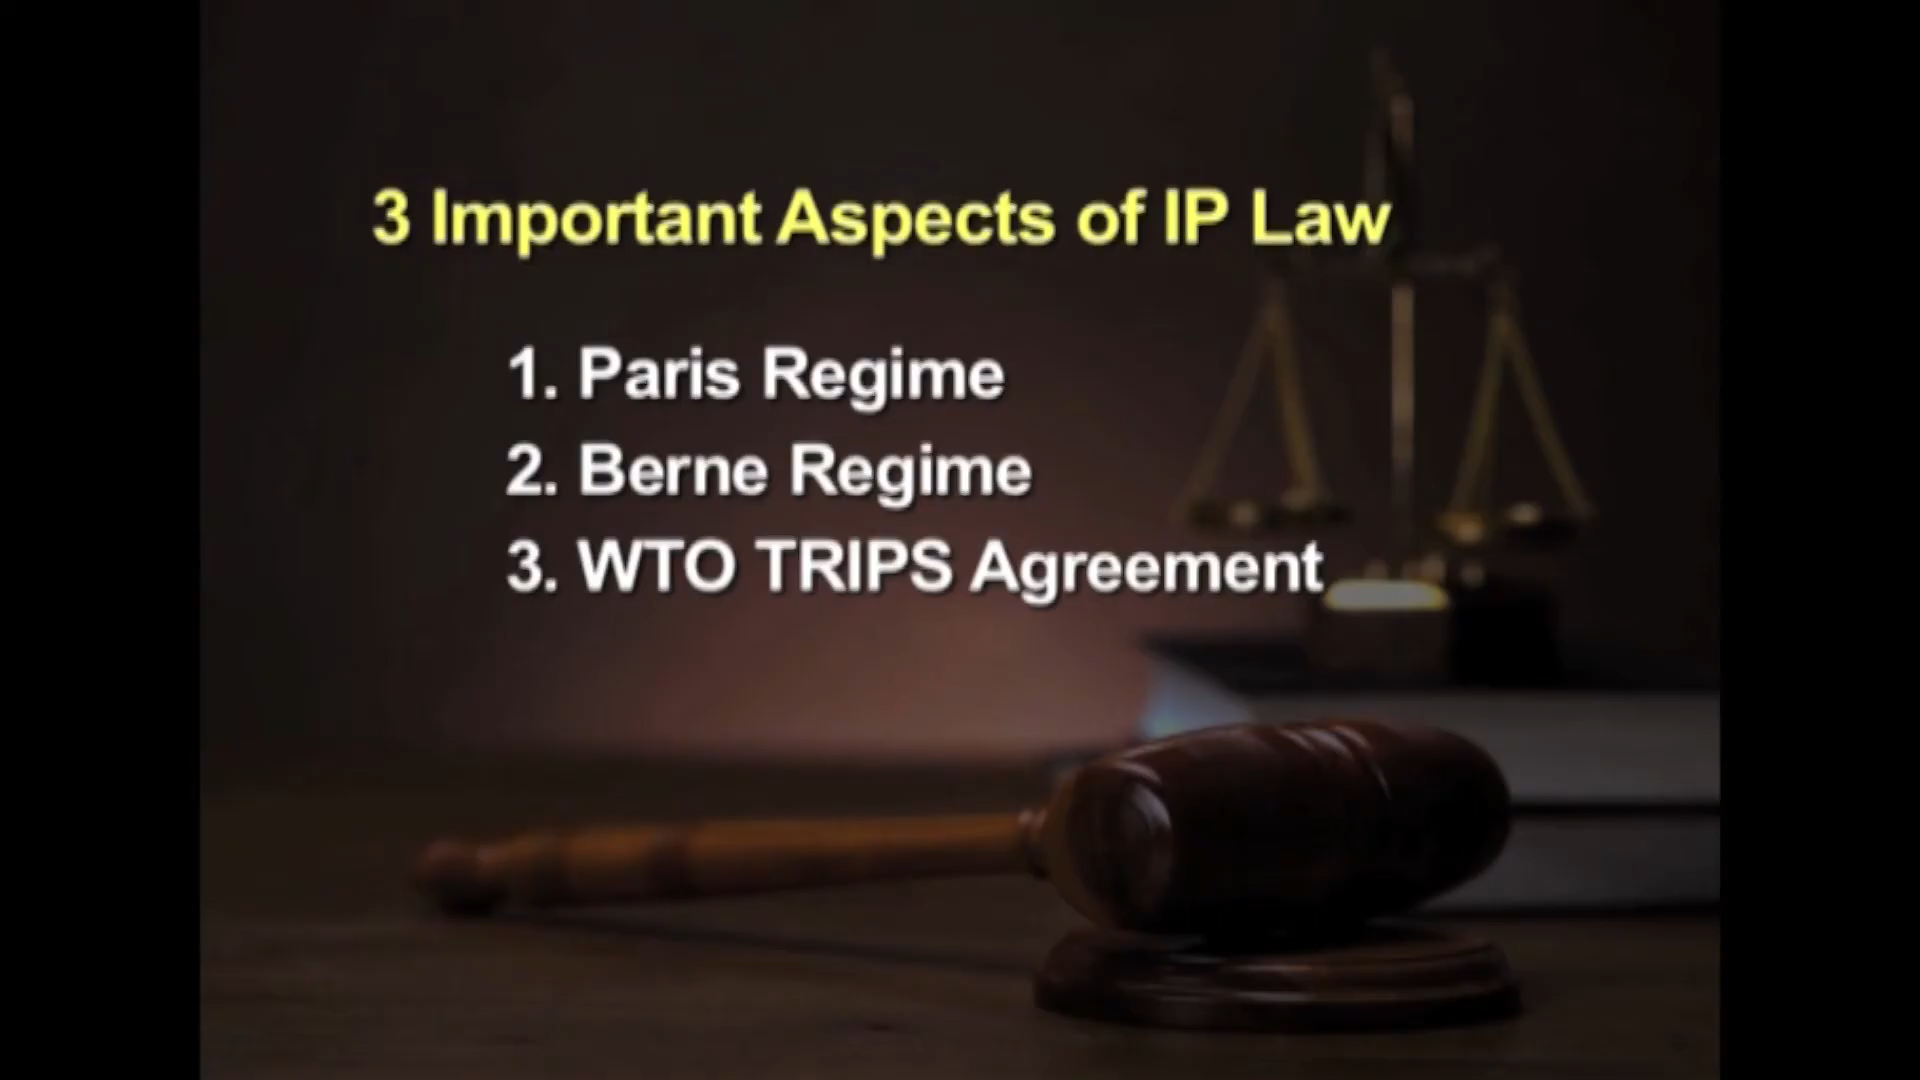 3 Important Aspects of IP Law
1. Paris Regime
2. Berne Regime
3. WTO TRIPS Agreement